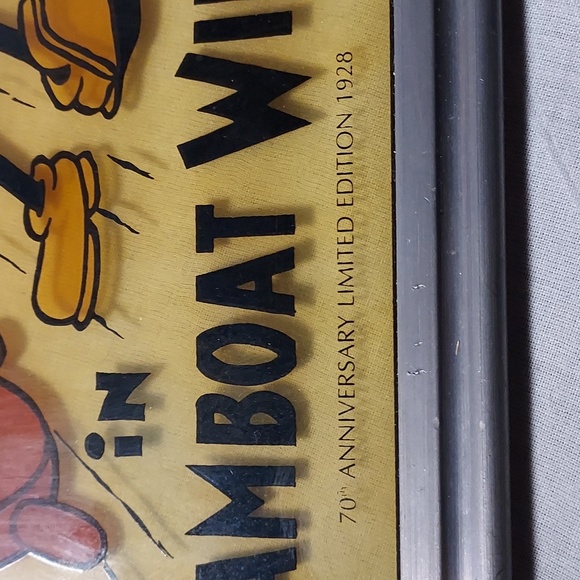 iN
AMBOAT WI
70th ANNIVERSARY LIMITED EDITION 1928